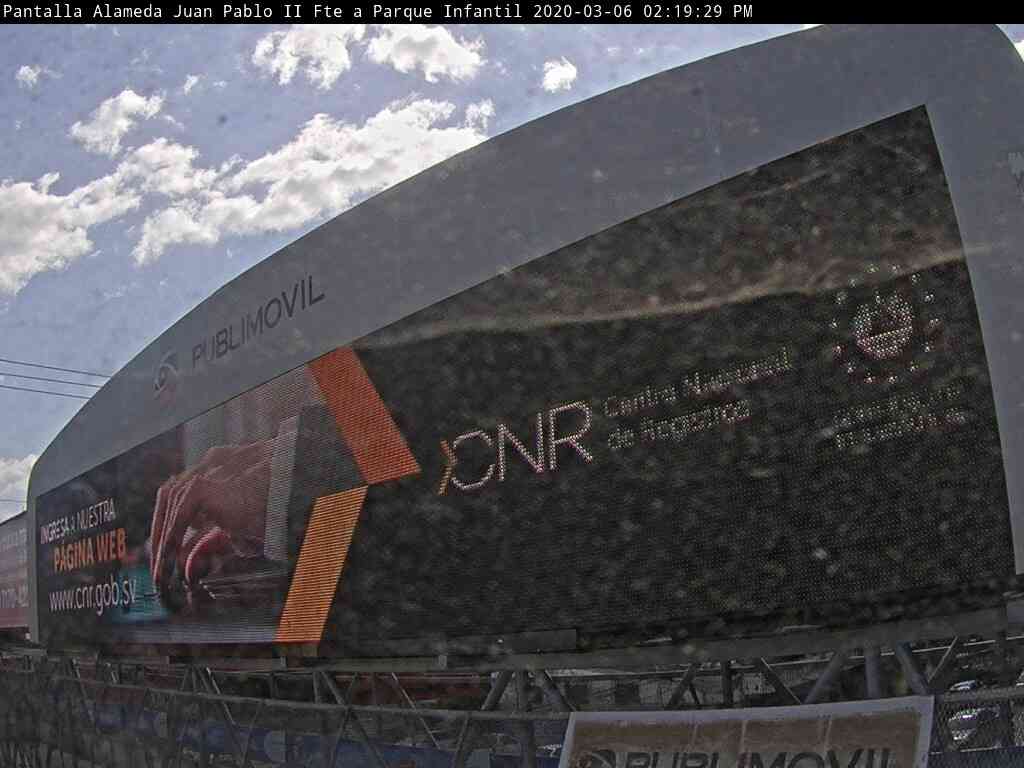 Pantalla Alameda Juan Pablo II Fte a Parque Infantil 2020-03-06 02:19:29 PM
PUBLIMOVIL
INGRESA A NUESTRA
PÁGINA WEB
www.cnr.gob.sv
CNR
Centro Nacional
de Registros
PUBLIMOVIL